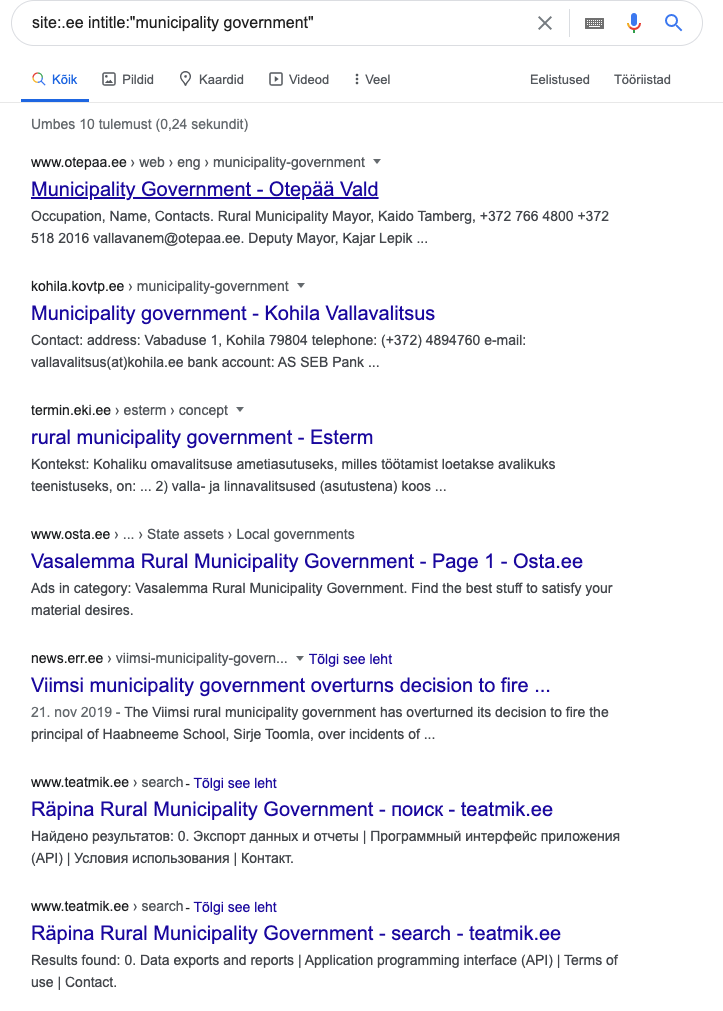 site:.ee intitle:"municipality government"
Kõik Pildid Kaardid Videod Veel Eelistused Tööriistad
Umbes 10 tulemust (0,24 sekundit)
www.otepaa.ee › web › eng › municipality-government
Municipality Government - Otepää Vald
Occupation, Name, Contacts. Rural Municipality Mayor, Kaido Tamberg, +372 766 4800 +372
518 2016 vallavanem@otepaa.ee. Deputy Mayor, Kajar Lepik ...
kohila.kovtp.ee › municipality-government
Municipality government - Kohila Vallavalitsus
Contact: address: Vabaduse 1, Kohila 79804 telephone: (+372) 4894760 e-mail:
vallavalitsus(at)kohila.ee bank account: AS SEB Pank ...
termin.eki.ee › esterm › concept
rural municipality government - Esterm
Kontekst: Kohaliku omavalitsuse ametiasutuseks, milles töötamist loetakse avalikuks
teenistuseks, on: ... 2) valla- ja linnavalitsused (asutustena) koos ...
www.osta.ee › ... › State assets › Local governments
Vasalemma Rural Municipality Government - Page 1 - Osta.ee
Ads in category: Vasalemma Rural Municipality Government. Find the best stuff to satisfy your
material desires.
news.err.ee › viimsi-municipality-govern... Tõlgi see leht
Viimsi municipality government overturns decision to fire ...
21. nov 2019 - The Viimsi rural municipality government has overturned its decision to fire the
principal of Haabneeme School, Sirje Toomla, over incidents of ...
www.teatmik.ee › search - Tõlgi see leht
Räpina Rural Municipality Government - поиск - teatmik.ee
Найдено результатов: 0. Экспорт данных и отчеты | Программный интерфейс приложения
(API) | Условия использования | Контакт.
www.teatmik.ee › search - Tõlgi see leht
Räpina Rural Municipality Government - search - teatmik.ee
Results found: 0. Data exports and reports | Application programming interface (API) | Terms of
use | Contact.